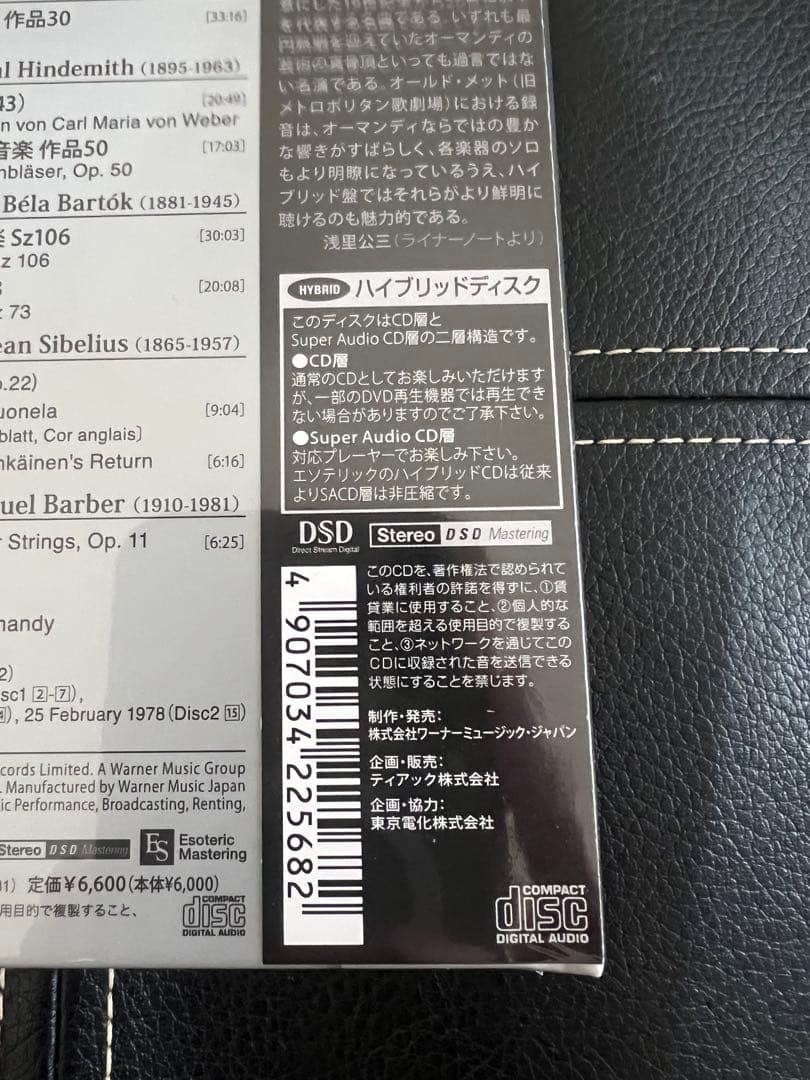 作品30 [33:16]
l Hindemith (1895-1963)
43) [20:49]
n von Carl Maria von Weber
音楽 作品50 [17:03]
nbläser, Op. 50
Béla Bartók (1881-1945)
Sz106 [30:03]
z 106
[20:08]
73
ean Sibelius (1865-1957)
o.22)
uonela [9:04]
blatt, Cor anglais]
nkäinen's Return [6:16]
uel Barber (1910-1981)
r Strings, Op. 11 [6:25]
mandy
2)
sc1 2-7),
), 25 February 1978 (Disc2 15)
cords Limited. A Warner Music Group
. Manufactured by Warner Music Japan
ic Performance, Broadcasting, Renting,
Stereo DSD Mastering ES Esoteric Mastering
定価¥6,600(本体¥6,000)
用目的で複製すること、
COMPACT
disc
DIGITAL AUDIO
を代表する名曲である。いずれも最
円熟期を迎えていたオーマンディの
芸術の真骨頂といっても過言ではな
い名演である。オールド・メット(旧
メトロポリタン歌劇場)における録
音は、オーマンディならではの豊か
な響きがすばらしく、各楽器のソロ
もより明瞭になっているうえ、ハイ
ブリッド盤ではそれらがより鮮明に
聴けるのも魅力的である。
浅里公三(ライナーノートより)
HYBRID ハイブリッドディスク
このディスクはCD層と
Super Audio CD層の二層構造です。
●CD層
通常のCDとしてお楽しみいただけます
が、一部のDVD再生機器では再生でき
ない場合がありますのでご了承下さい。
●Super Audio CD層
対応プレーヤーでお楽しみ下さい。
エソテリックのハイブリッドCDは従来
よりSACD層は非圧縮です。
DSD
Direct Stream Digital
Stereo DSD Mastering
このCDを、著作権法で認められて
いる権利者の許諾を得ずに、①賃
貸業に使用すること、②個人的な
範囲を超える使用目的で複製する
こと、③ネットワークを通じてこの
CDに収録された音を送信できる
状態にすることを禁じます。
制作・発売:
株式会社ワーナーミュージック・ジャパン
企画・販売:
ティアック株式会社
企画・協力:
東京電化株式会社
4 907034 225682
COMPACT
disc
DIGITAL AUDIO